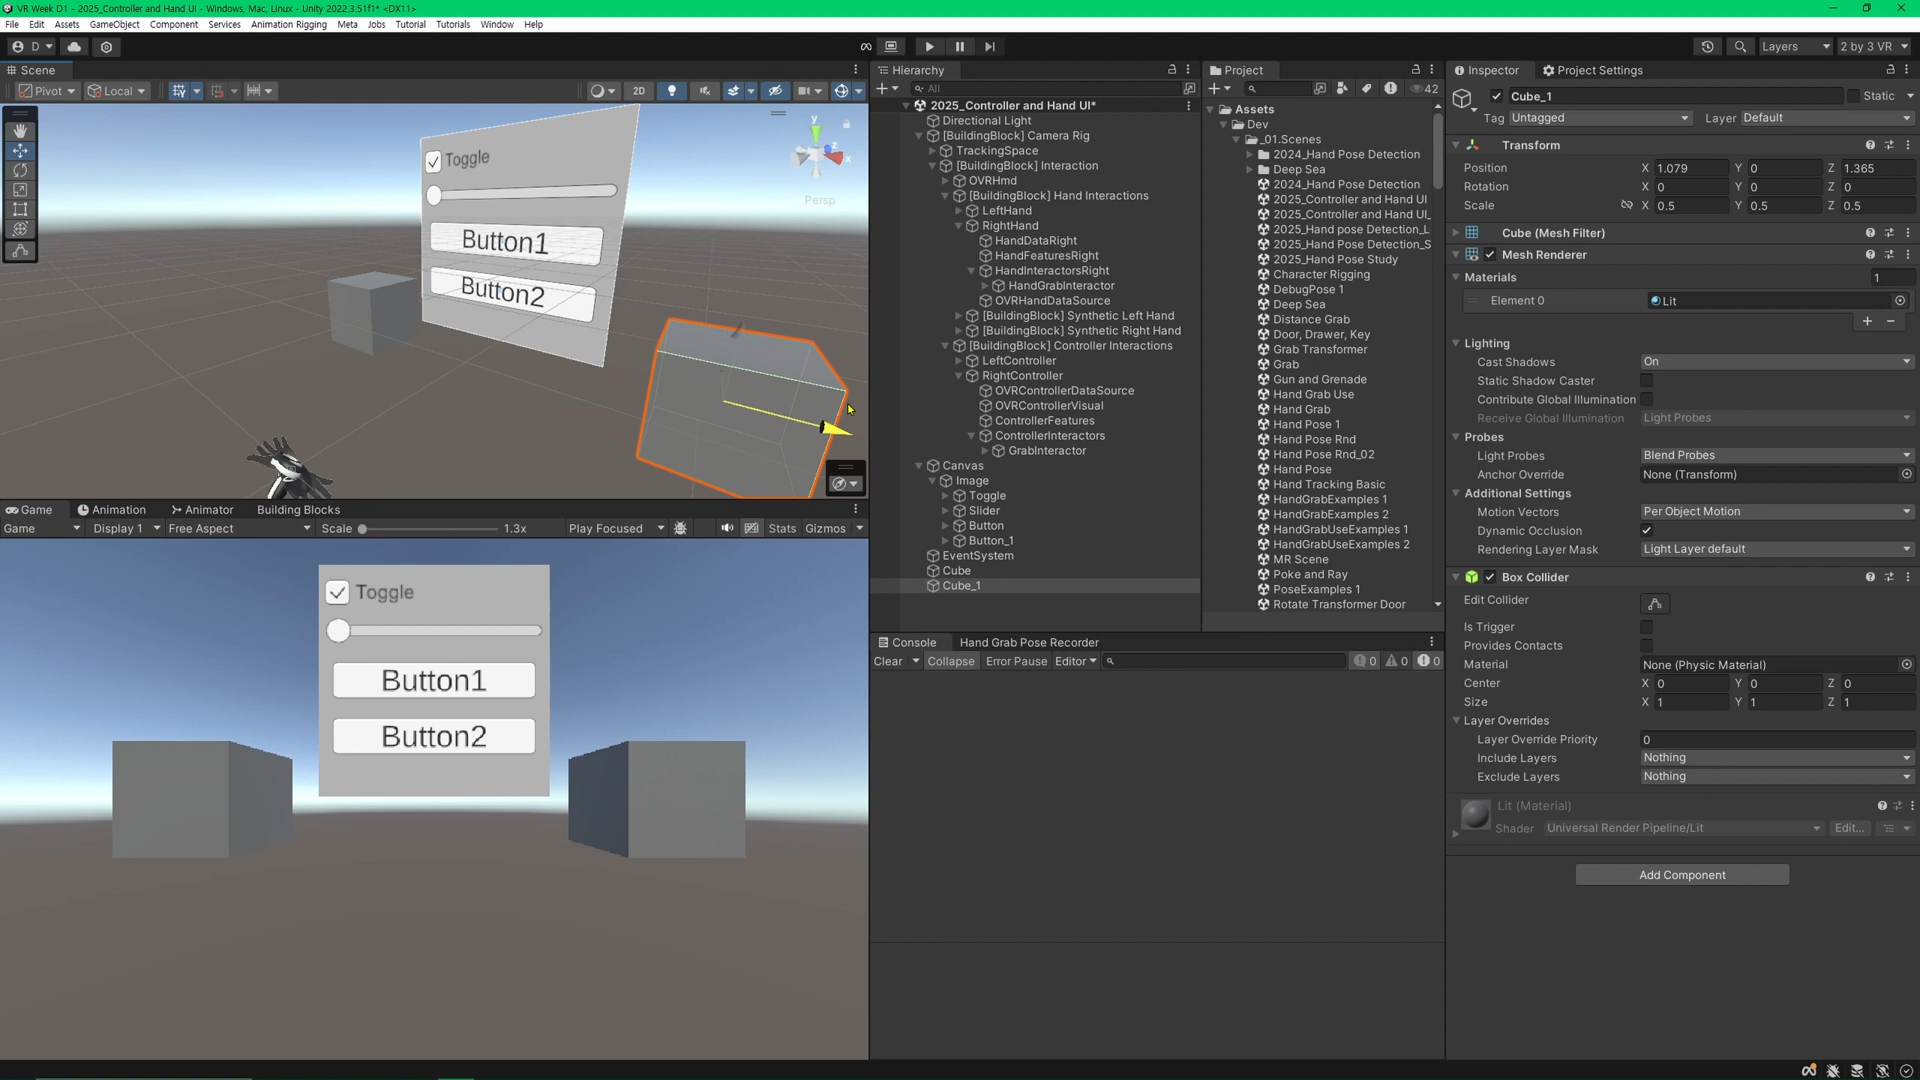 VR Week D1 - 2025_Controller and Hand UI - Windows, Mac, Linux - Unity 2022.3.51f1* <DX11>
File Edit Assets GameObject Component Services Animation Rigging Meta Jobs Tutorial Tutorials Window Help
D Layers 2 by 3 VR
Scene
Pivot Local 2D
y
x
Persp
Toggle
Button1
Button2
Game Animation Animator Building Blocks
Game Display 1 Free Aspect Scale 1.3x Play Focused Stats Gizmos
Toggle
Button1
Button2
Hierarchy
All
2025_Controller and Hand UI*
Directional Light
[BuildingBlock] Camera Rig
TrackingSpace
[BuildingBlock] Interaction
OVRHmd
[BuildingBlock] Hand Interactions
LeftHand
RightHand
HandDataRight
HandFeaturesRight
HandInteractorsRight
HandGrabInteractor
OVRHandDataSource
[BuildingBlock] Synthetic Left Hand
[BuildingBlock] Synthetic Right Hand
[BuildingBlock] Controller Interactions
LeftController
RightController
OVRControllerDataSource
OVRControllerVisual
ControllerFeatures
ControllerInteractors
GrabInteractor
Canvas
Image
Toggle
Slider
Button
Button_1
EventSystem
Cube
Cube_1
Project
42
Assets
Dev
_01.Scenes
2024_Hand Pose Detection
Deep Sea
2024_Hand Pose Detection
2025_Controller and Hand UI
2025_Controller and Hand UI_
2025_Hand pose Detection_L
2025_Hand Pose Detection_S
2025_Hand Pose Study
Character Rigging
DebugPose 1
Deep Sea
Distance Grab
Door, Drawer, Key
Grab Transformer
Grab
Gun and Grenade
Hand Grab Use
Hand Grab
Hand Pose 1
Hand Pose Rnd
Hand Pose Rnd_02
Hand Pose
Hand Tracking Basic
HandGrabExamples 1
HandGrabExamples 2
HandGrabUseExamples 1
HandGrabUseExamples 2
MR Scene
Poke and Ray
PoseExamples 1
Rotate Transformer Door
Console Hand Grab Pose Recorder
Clear Collapse Error Pause Editor 0 0 0
Inspector Project Settings
Cube_1 Static
Tag Untagged Layer Default
Transform
Position X 1.079 Y 0 Z 1.365
Rotation X 0 Y 0 Z 0
Scale X 0.5 Y 0.5 Z 0.5
Cube (Mesh Filter)
Mesh Renderer
Materials 1
Element 0 Lit
Lighting
Cast Shadows On
Static Shadow Caster
Contribute Global Illumination
Receive Global Illumination Light Probes
Probes
Light Probes Blend Probes
Anchor Override None (Transform)
Additional Settings
Motion Vectors Per Object Motion
Dynamic Occlusion
Rendering Layer Mask Light Layer default
Box Collider
Edit Collider
Is Trigger
Provides Contacts
Material None (Physic Material)
Center X 0 Y 0 Z 0
Size X 1 Y 1 Z 1
Layer Overrides
Layer Override Priority 0
Include Layers Nothing
Exclude Layers Nothing
Lit (Material)
Shader Universal Render Pipeline/Lit Edit...
Add Component